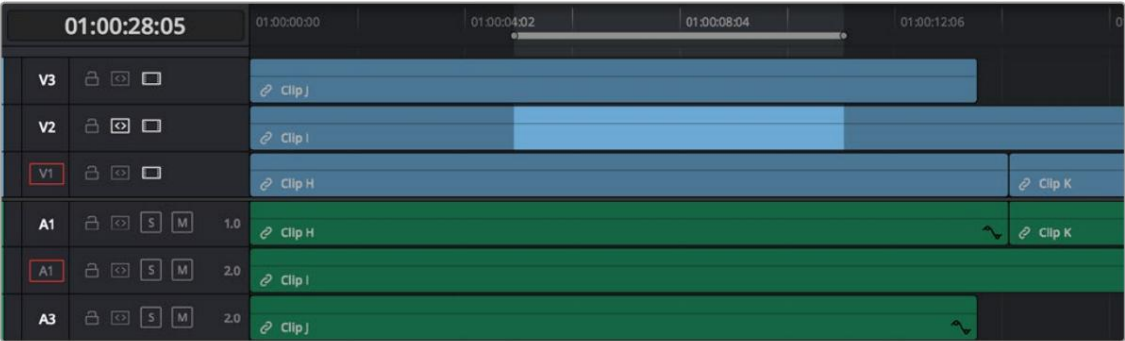 01:00:28:05 01:00:00:00 01:00:04:02 01:00:08:04 01:00:12:06 0
V3 Clip J
V2 Clip I
V1 Clip H Clip K
A1 S M 1.0 Clip H Clip K
A1 S M 2.0 Clip I
A3 S M 2.0 Clip J